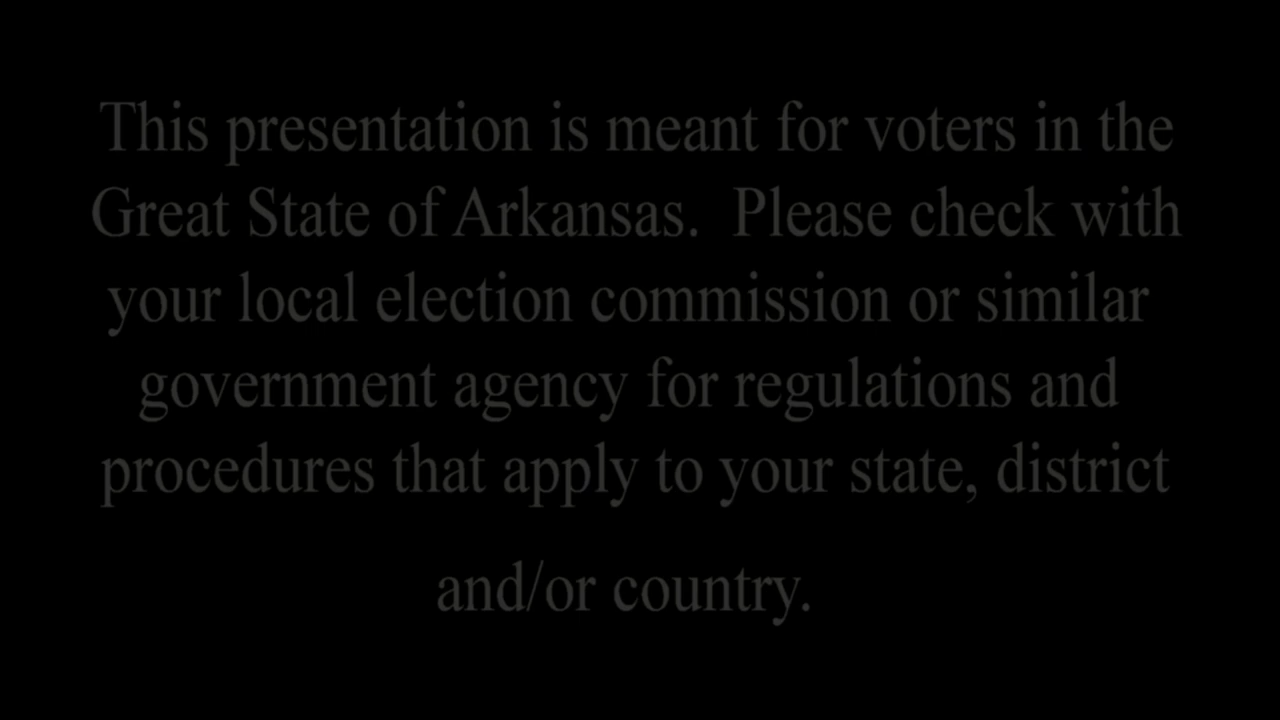 This presentation is meant for voters in the
Great State of Arkansas.  Please check with
your local election commission or similar
government agency for regulations and
procedures that apply to your state, district
and/or country.